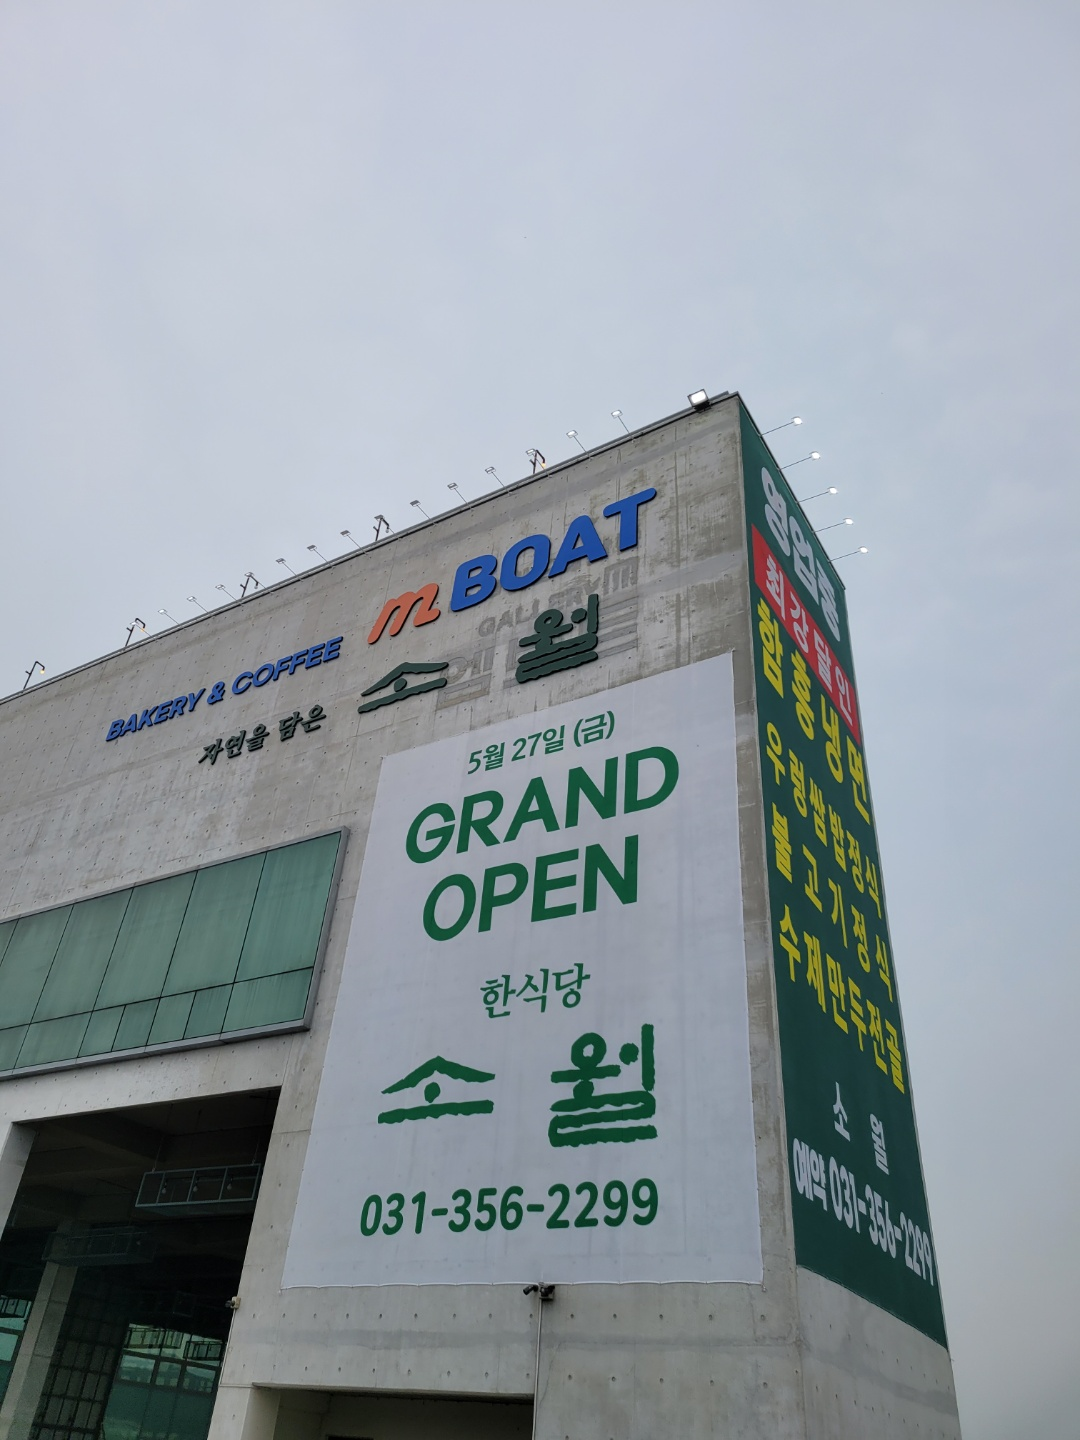 m BOAT
BAKERY & COFFEE
GALLERY
소월
자연을 담은
5월 27일 (금)
GRAND
OPEN
한식당
소월
031-356-2299
영업중
최강달인
함흥냉면
우렁쌈밥정식
불고기정식
수제만두전골
소월
예약 031-356-2299